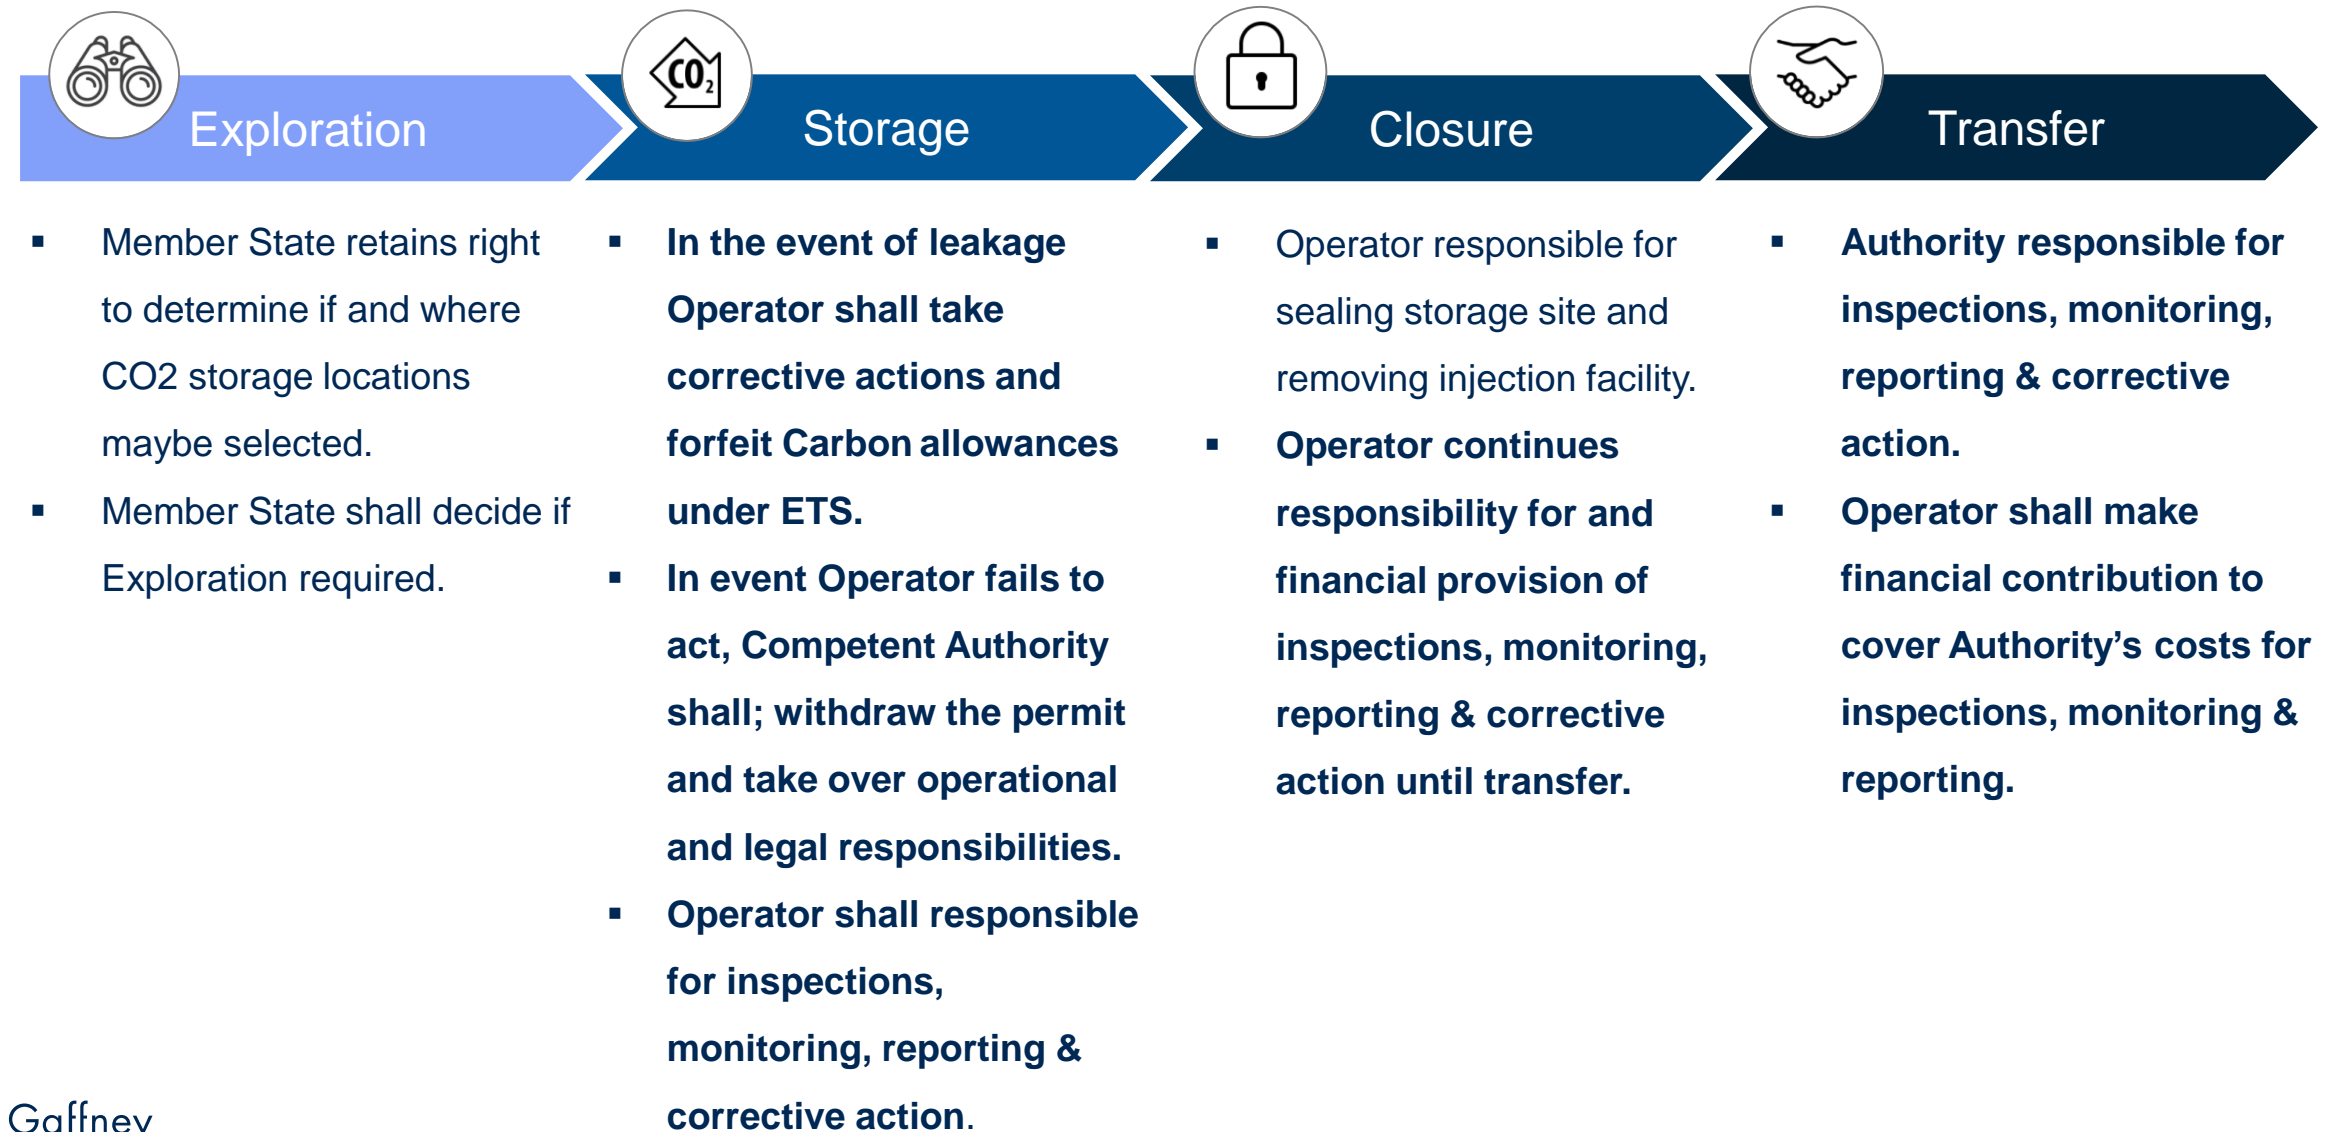 CO2
Exploration
Storage
Closure
Transfer
▪ Member State retains right
to determine if and where
CO2 storage locations
maybe selected.
▪ Member State shall decide if
Exploration required.
▪ In the event of leakage
Operator shall take
corrective actions and
forfeit Carbon allowances
under ETS.
▪ In event Operator fails to
act, Competent Authority
shall; withdraw the permit
and take over operational
and legal responsibilities.
▪ Operator shall responsible
for inspections,
monitoring, reporting &
corrective action.
▪ Operator responsible for
sealing storage site and
removing injection facility.
▪ Operator continues
responsibility for and
financial provision of
inspections, monitoring,
reporting & corrective
action until transfer.
▪ Authority responsible for
inspections, monitoring,
reporting & corrective
action.
▪ Operator shall make
financial contribution to
cover Authority’s costs for
inspections, monitoring &
reporting.
Gaffney